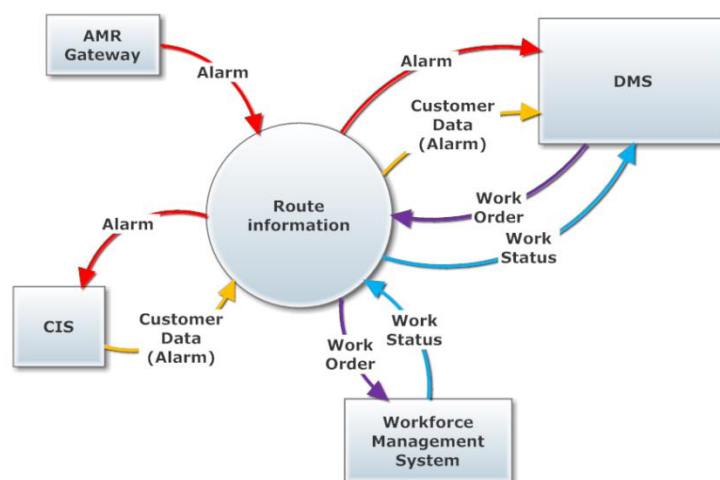 AMR
Gateway
Alarm
Alarm
DMS
Customer
Data
(Alarm)
Route
information
Work
Order
Work
Status
Alarm
CIS
Customer
Data
(Alarm)
Work
Order
Work
Status
Workforce
Management
System